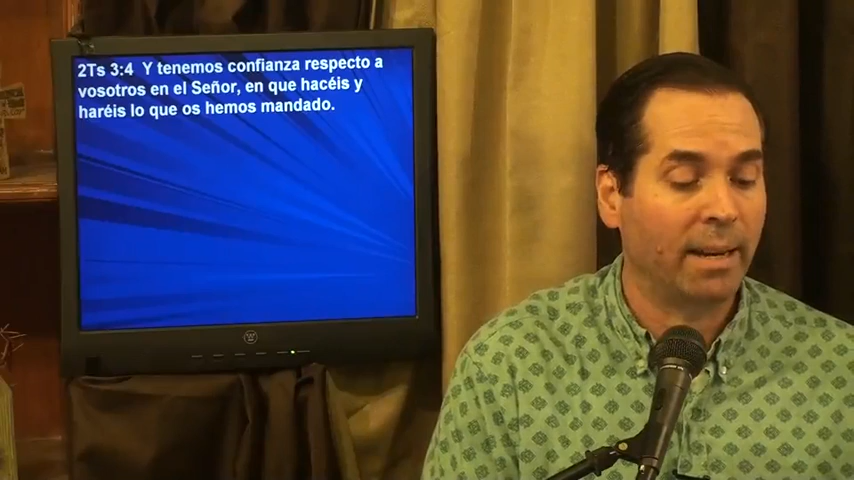 2Ts 3:4  Y tenemos confianza respecto a
vosotros en el Señor, en que hacéis y
haréis lo que os hemos mandado.